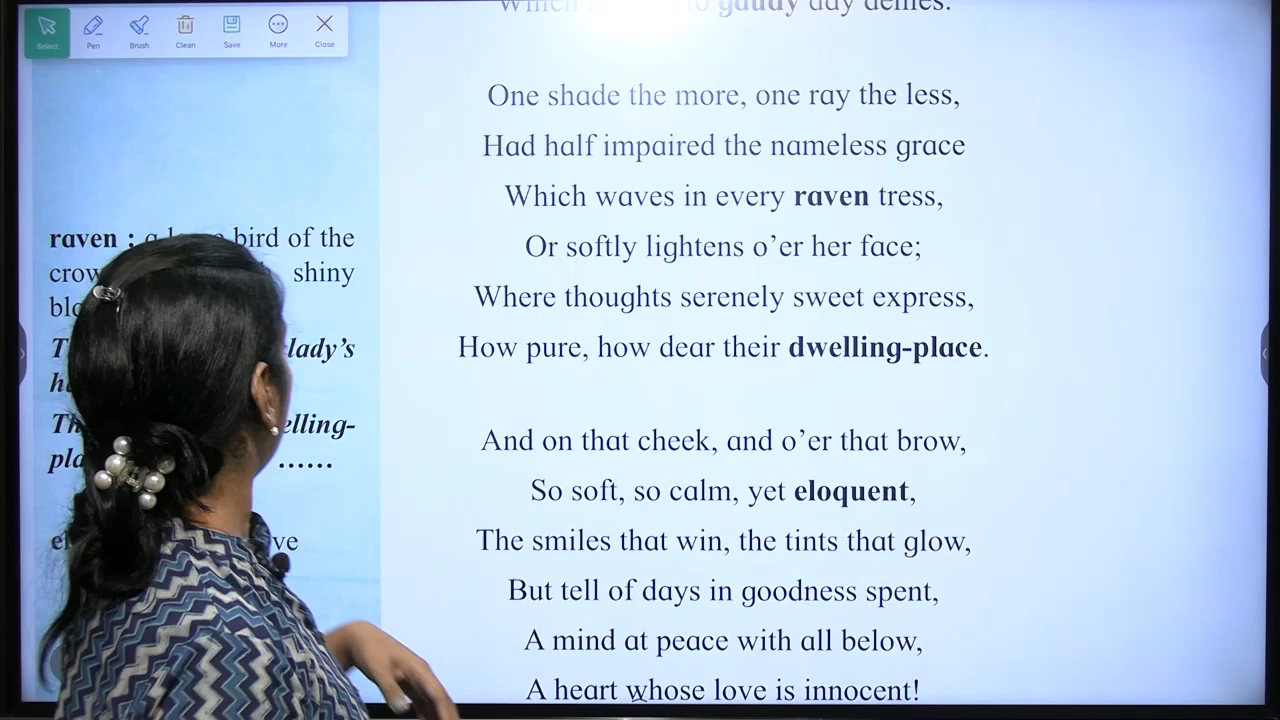 Select Pen Brush Clean Save More Close
gaudy day denies.
One shade the more, one ray the less,
Had half impaired the nameless grace
Which waves in every raven tress,
Or softly lightens o’er her face;
Where thoughts serenely sweet express,
How pure, how dear their dwelling-place.
And on that cheek, and o’er that brow,
So soft, so calm, yet eloquent,
The smiles that win, the tints that glow,
But tell of days in goodness spent,
A mind at peace with all below,
A heart whose love is innocent!
raven : a bird of the
shiny
lady’s
......